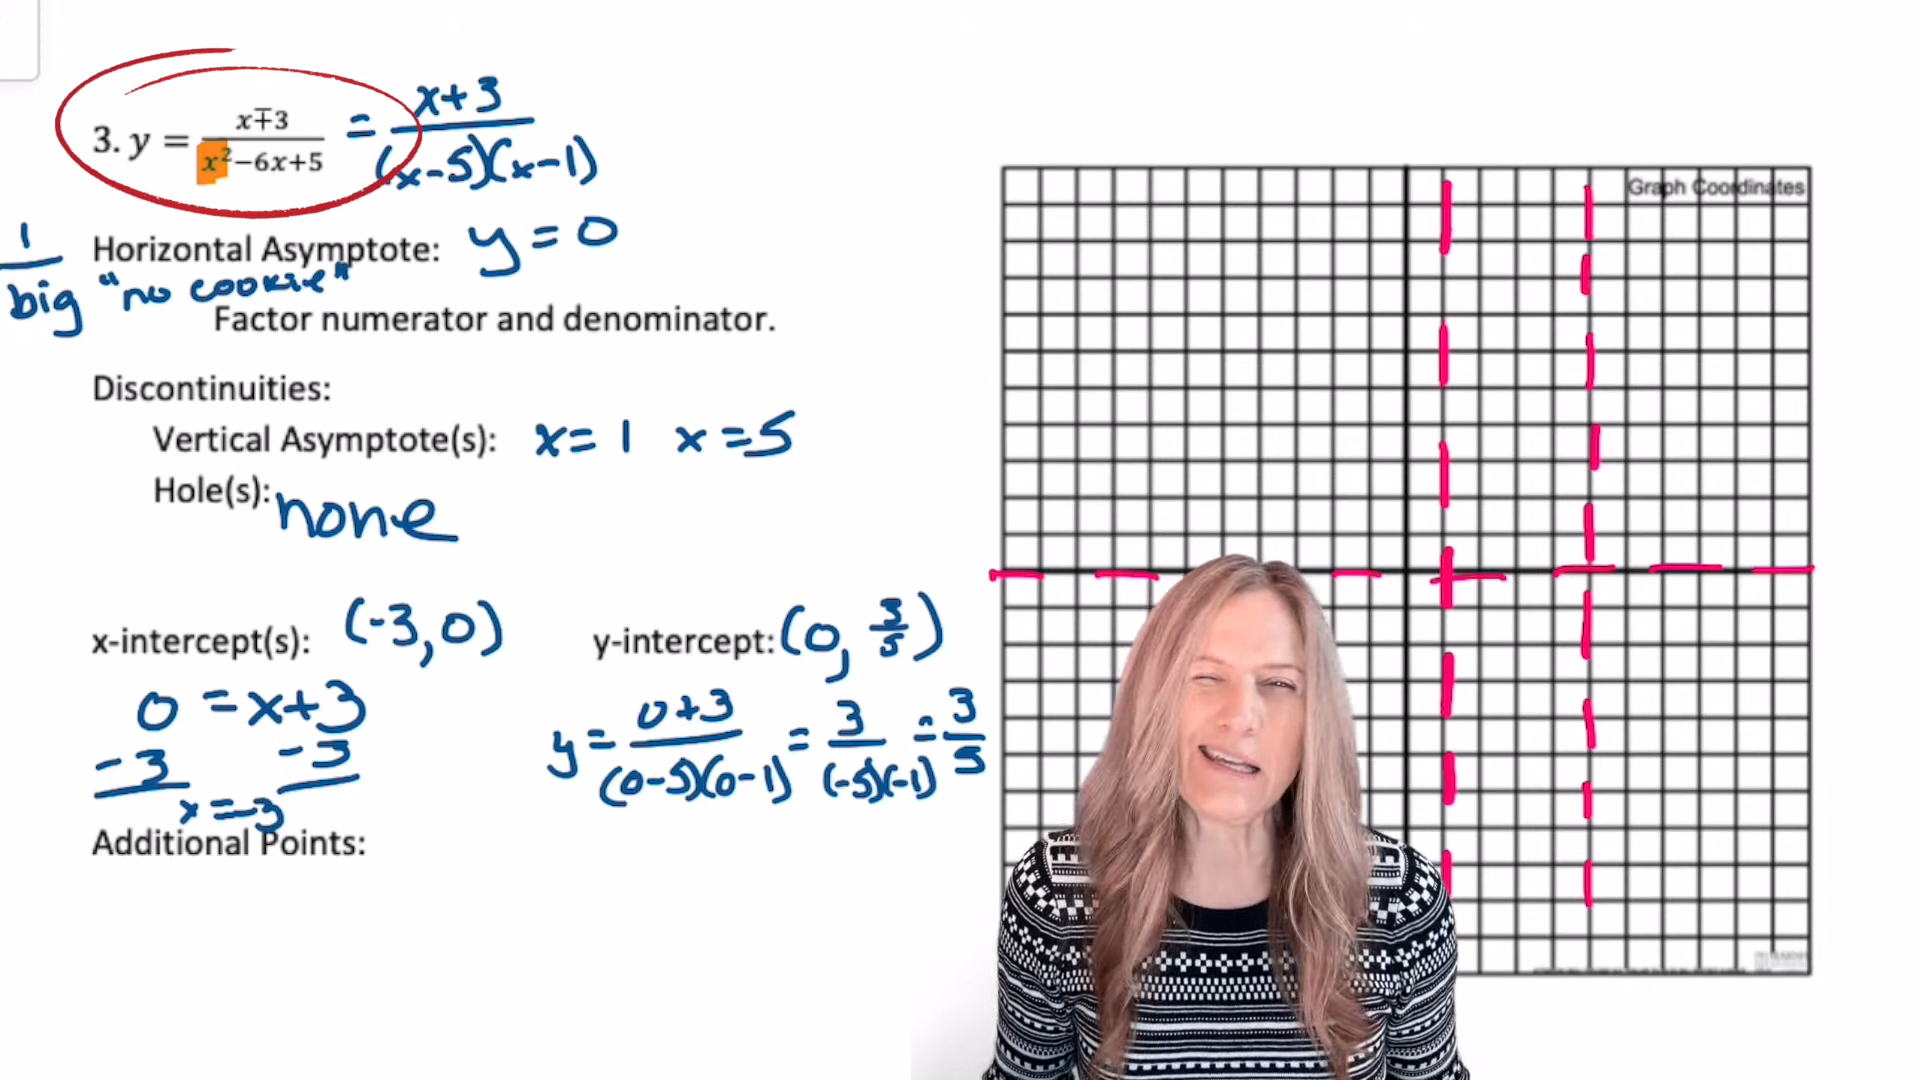 3. y = x∓3 / x²−6x+5 = x+3 / (x-5)(x-1)
Horizontal Asymptote: y = 0
1 / big "no cookie"
Factor numerator and denominator.
Discontinuities:
Vertical Asymptote(s): x = 1 x = 5
Hole(s): none
x-intercept(s): (-3,0) y-intercept: (0, 3/5)
0 = x+3 y = 0+3 / (0-5)(0-1) = 3 / (-5)(-1) = 3/5
-3 -3
x = -3
Additional Points:
Graph Coordinates